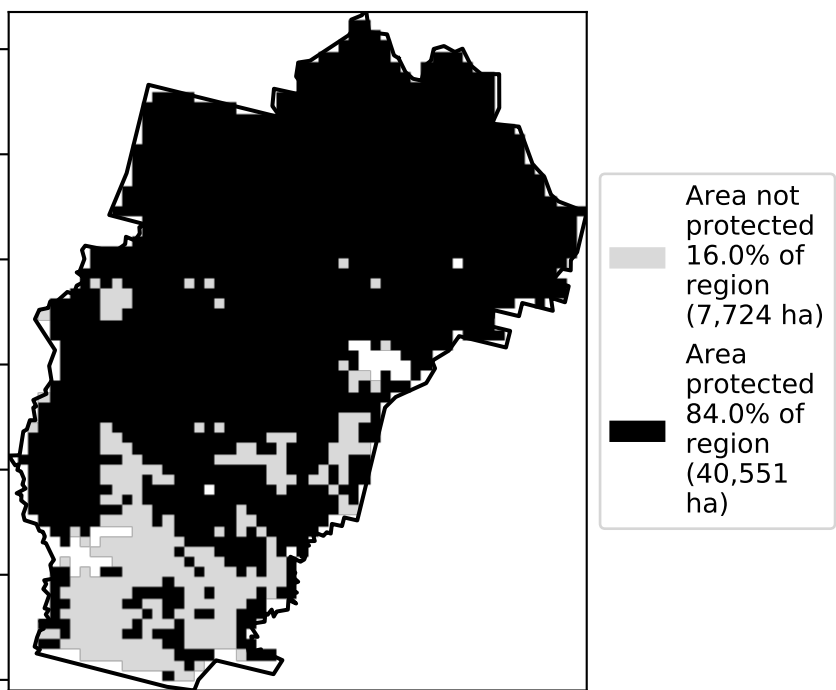 Area not
protected
16.0% of
region
(7,724 ha)
Area
protected
84.0% of
region
(40,551
ha)